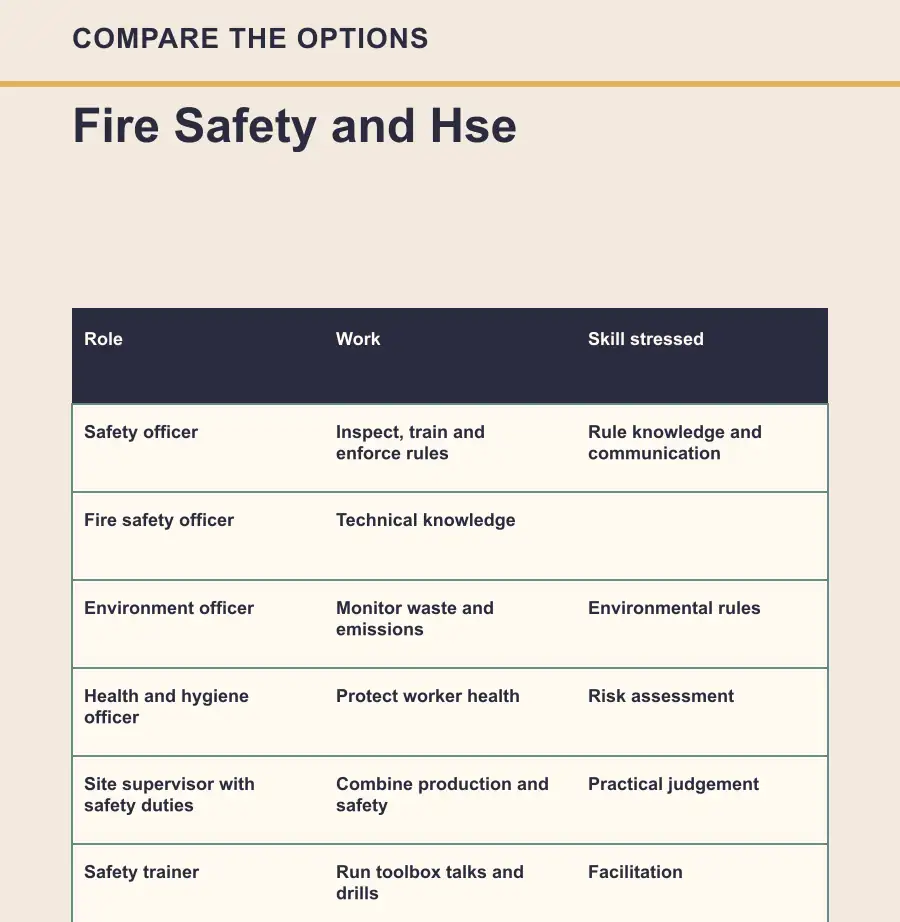 COMPARE THE OPTIONS
Fire Safety and Hse
Role
Work
Skill stressed
Safety officer
Inspect, train and
enforce rules
Rule knowledge and
communication
Fire safety officer
Technical knowledge
Environment officer
Monitor waste and
emissions
Environmental rules
Health and hygiene
officer
Protect worker health
Risk assessment
Site supervisor with
safety duties
Combine production and
safety
Practical judgement
Safety trainer
Run toolbox talks and
drills
Facilitation